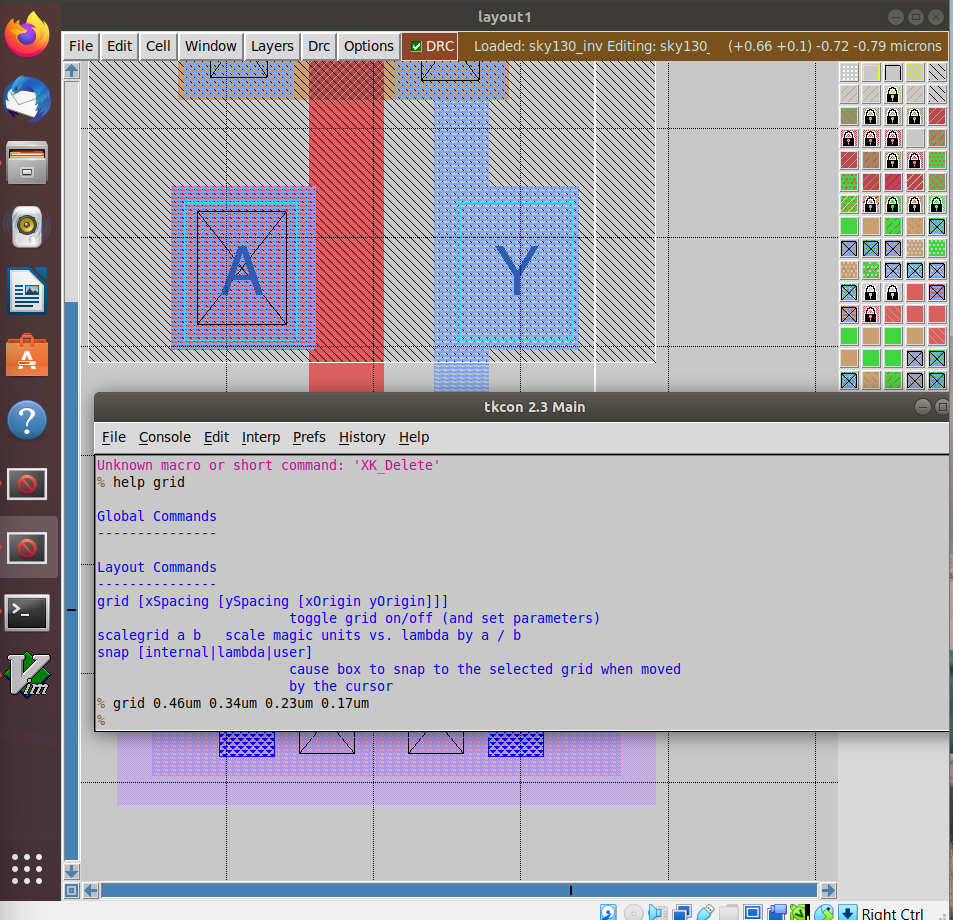 layout1
File Edit Cell Window Layers Drc Options DRC Loaded: sky130_inv Editing: sky130_ (+0.66 +0.1) -0.72 -0.79 microns
A Y
tkcon 2.3 Main
File Console Edit Interp Prefs History Help
Unknown macro or short command: 'XK_Delete'
% help grid
Global Commands
---------------
Layout Commands
---------------
grid [xSpacing [ySpacing [xOrigin yOrigin]]]
toggle grid on/off (and set parameters)
scalegrid a b scale magic units vs. lambda by a / b
snap [internal|lambda|user]
cause box to snap to the selected grid when moved
by the cursor
% grid 0.46um 0.34um 0.23um 0.17um
%
Vim
Right Ctrl